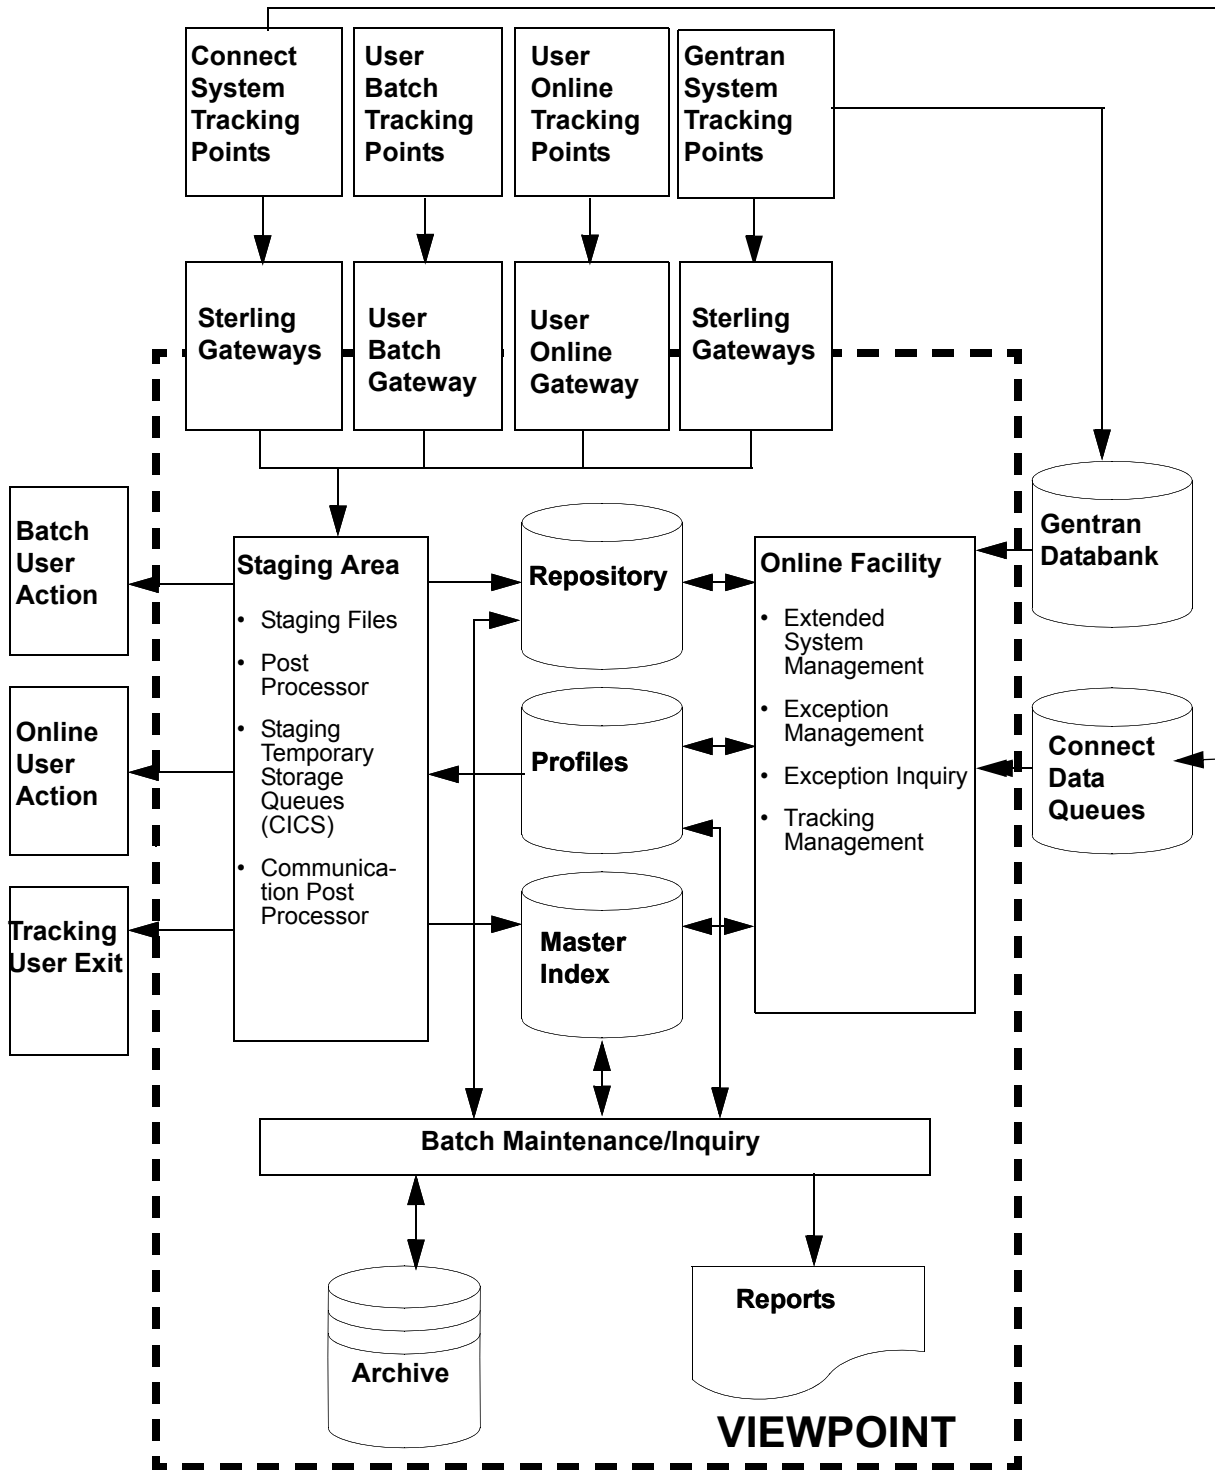 Connect
System
Tracking
Points
User
Batch
Tracking
Points
User
Online
Tracking
Points
Gentran
System
Tracking
Points
Sterling
Gateways
User
Batch
Gateway
User
Online
Gateway
Sterling
Gateways
Batch
User
Action
Online
User
Action
Tracking
User Exit
Staging Area
• Staging Files
• Post
Processor
• Staging
Temporary
Storage
Queues
(CICS)
• Communica-
tion Post
Processor
Repository
Profiles
Master
Index
Online Facility
• Extended
System
Management
• Exception
Management
• Exception Inquiry
• Tracking
Management
Gentran
Databank
Connect
Data
Queues
Batch Maintenance/Inquiry
Archive
Reports
VIEWPOINT